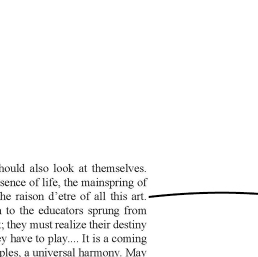 should also look at themselves.
sence of life, the mainspring of
he raison d'etre of all this art.
to the educators sprung from
; they must realize their destiny
ey have to play.... It is a coming
ples, a universal harmony. May